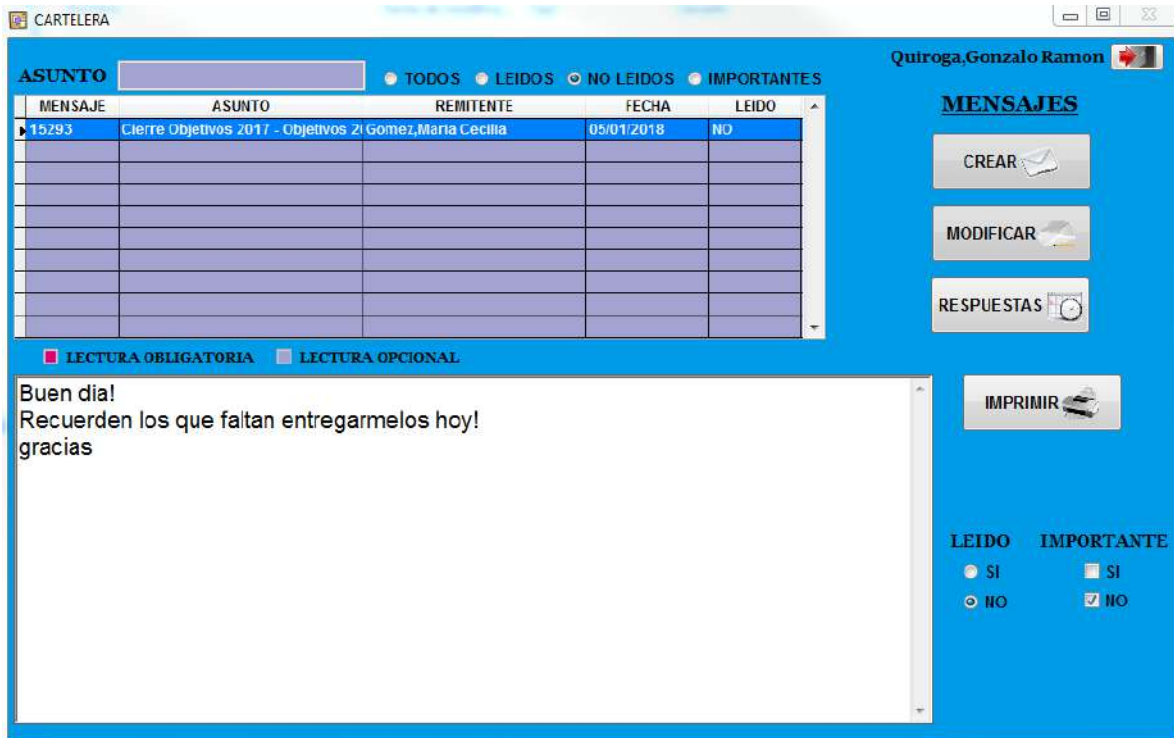 CARTELERA
Quiroga,Gonzalo Ramon
ASUNTO
TODOS LEIDOS NO LEIDOS IMPORTANTES
MENSAJE ASUNTO REMITENTE FECHA LEIDO
15293 Cierre Objetivos 2017 - Objetivos 2 Gomez,Maria Cecilia 05/01/2018 NO
MENSAJES
CREAR
MODIFICAR
RESPUESTAS
LECTURA OBLIGATORIA LECTURA OPCIONAL
Buen dia!
Recuerden los que faltan entregarmelos hoy!
gracias
IMPRIMIR
LEIDO IMPORTANTE
SI SI
NO NO